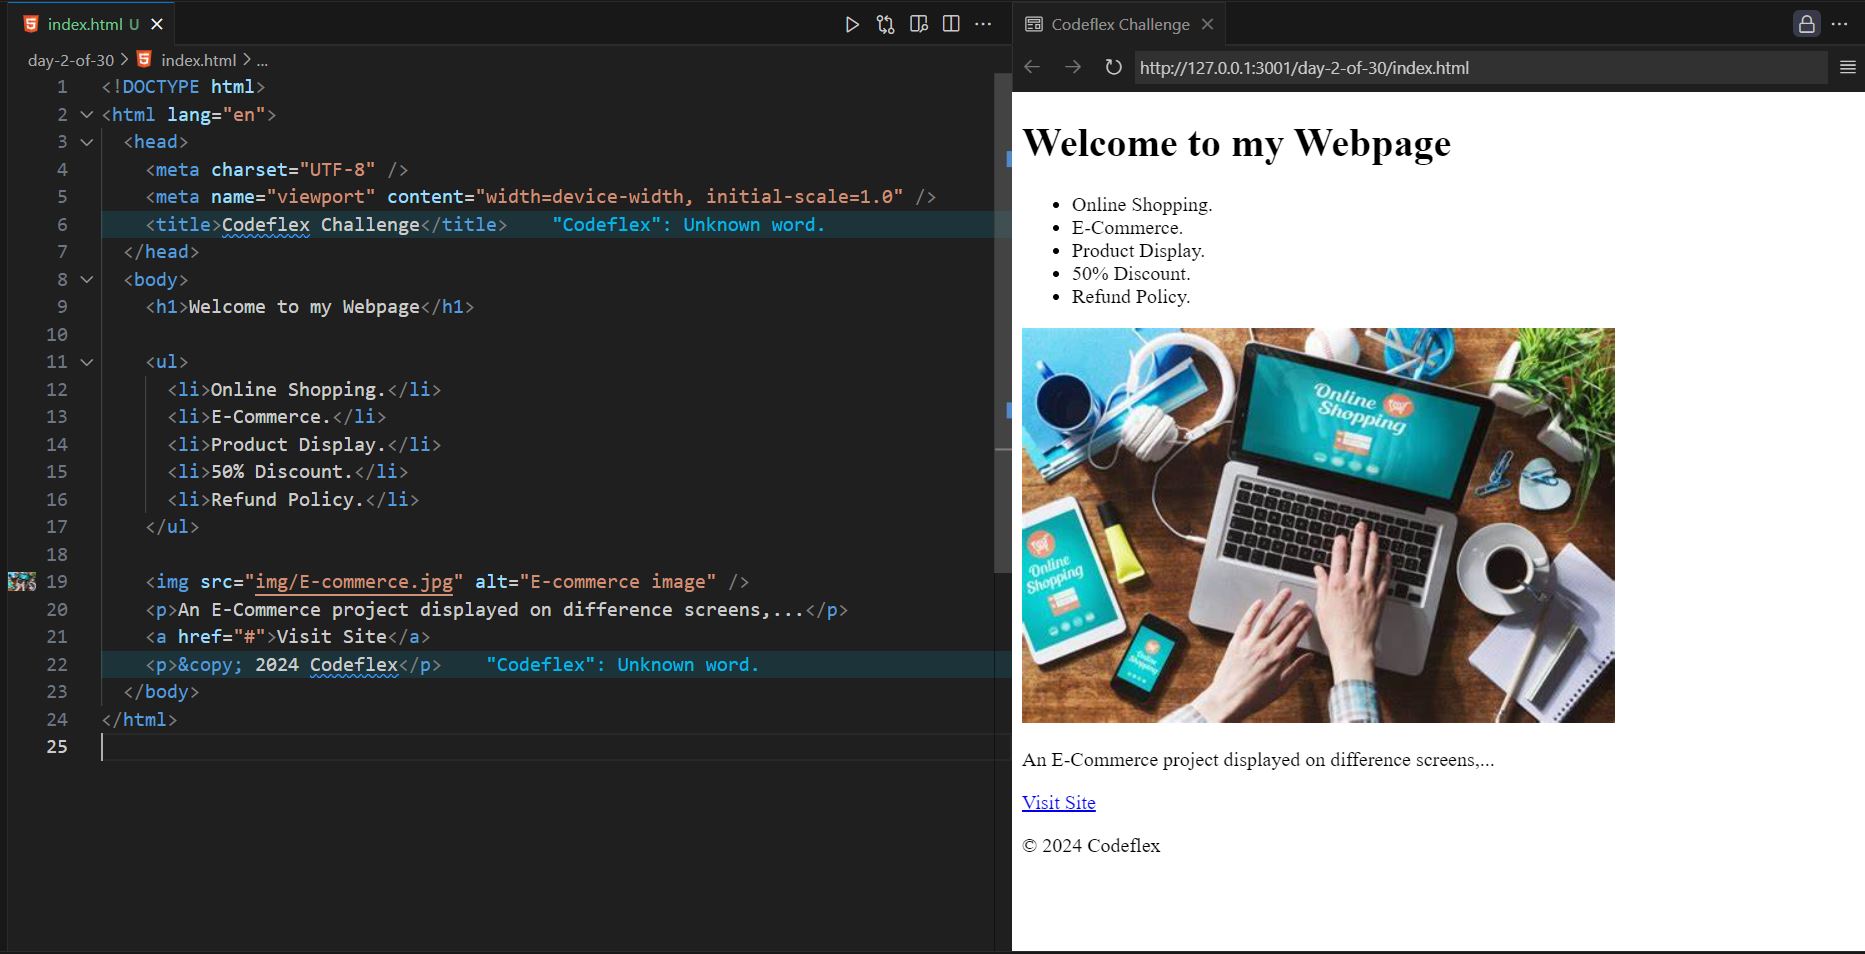 index.html U
day-2-of-30 > index.html > ...
1 <!DOCTYPE html>
2 <html lang="en">
3 <head>
4 <meta charset="UTF-8" />
5 <meta name="viewport" content="width=device-width, initial-scale=1.0" />
6 <title>Codeflex Challenge</title> "Codeflex": Unknown word.
7 </head>
8 <body>
9 <h1>Welcome to my Webpage</h1>
10
11 <ul>
12 <li>Online Shopping.</li>
13 <li>E-Commerce.</li>
14 <li>Product Display.</li>
15 <li>50% Discount.</li>
16 <li>Refund Policy.</li>
17 </ul>
18
19 <img src="img/E-commerce.jpg" alt="E-commerce image" />
20 <p>An E-Commerce project displayed on difference screens,...</p>
21 <a href="#">Visit Site</a>
22 <p>&copy; 2024 Codeflex</p> "Codeflex": Unknown word.
23 </body>
24 </html>
25
Codeflex Challenge
http://127.0.0.1:3001/day-2-of-30/index.html
Welcome to my Webpage
• Online Shopping.
• E-Commerce.
• Product Display.
• 50% Discount.
• Refund Policy.
Online
Shopping
Online
Shopping
Online
Shopping
An E-Commerce project displayed on difference screens,...
Visit Site
© 2024 Codeflex